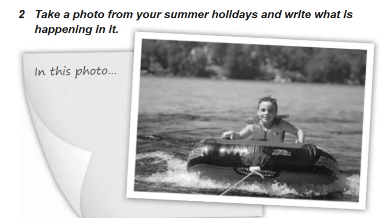 2 Take a photo from your summer holidays and write what is
happening in it.
In this photo...